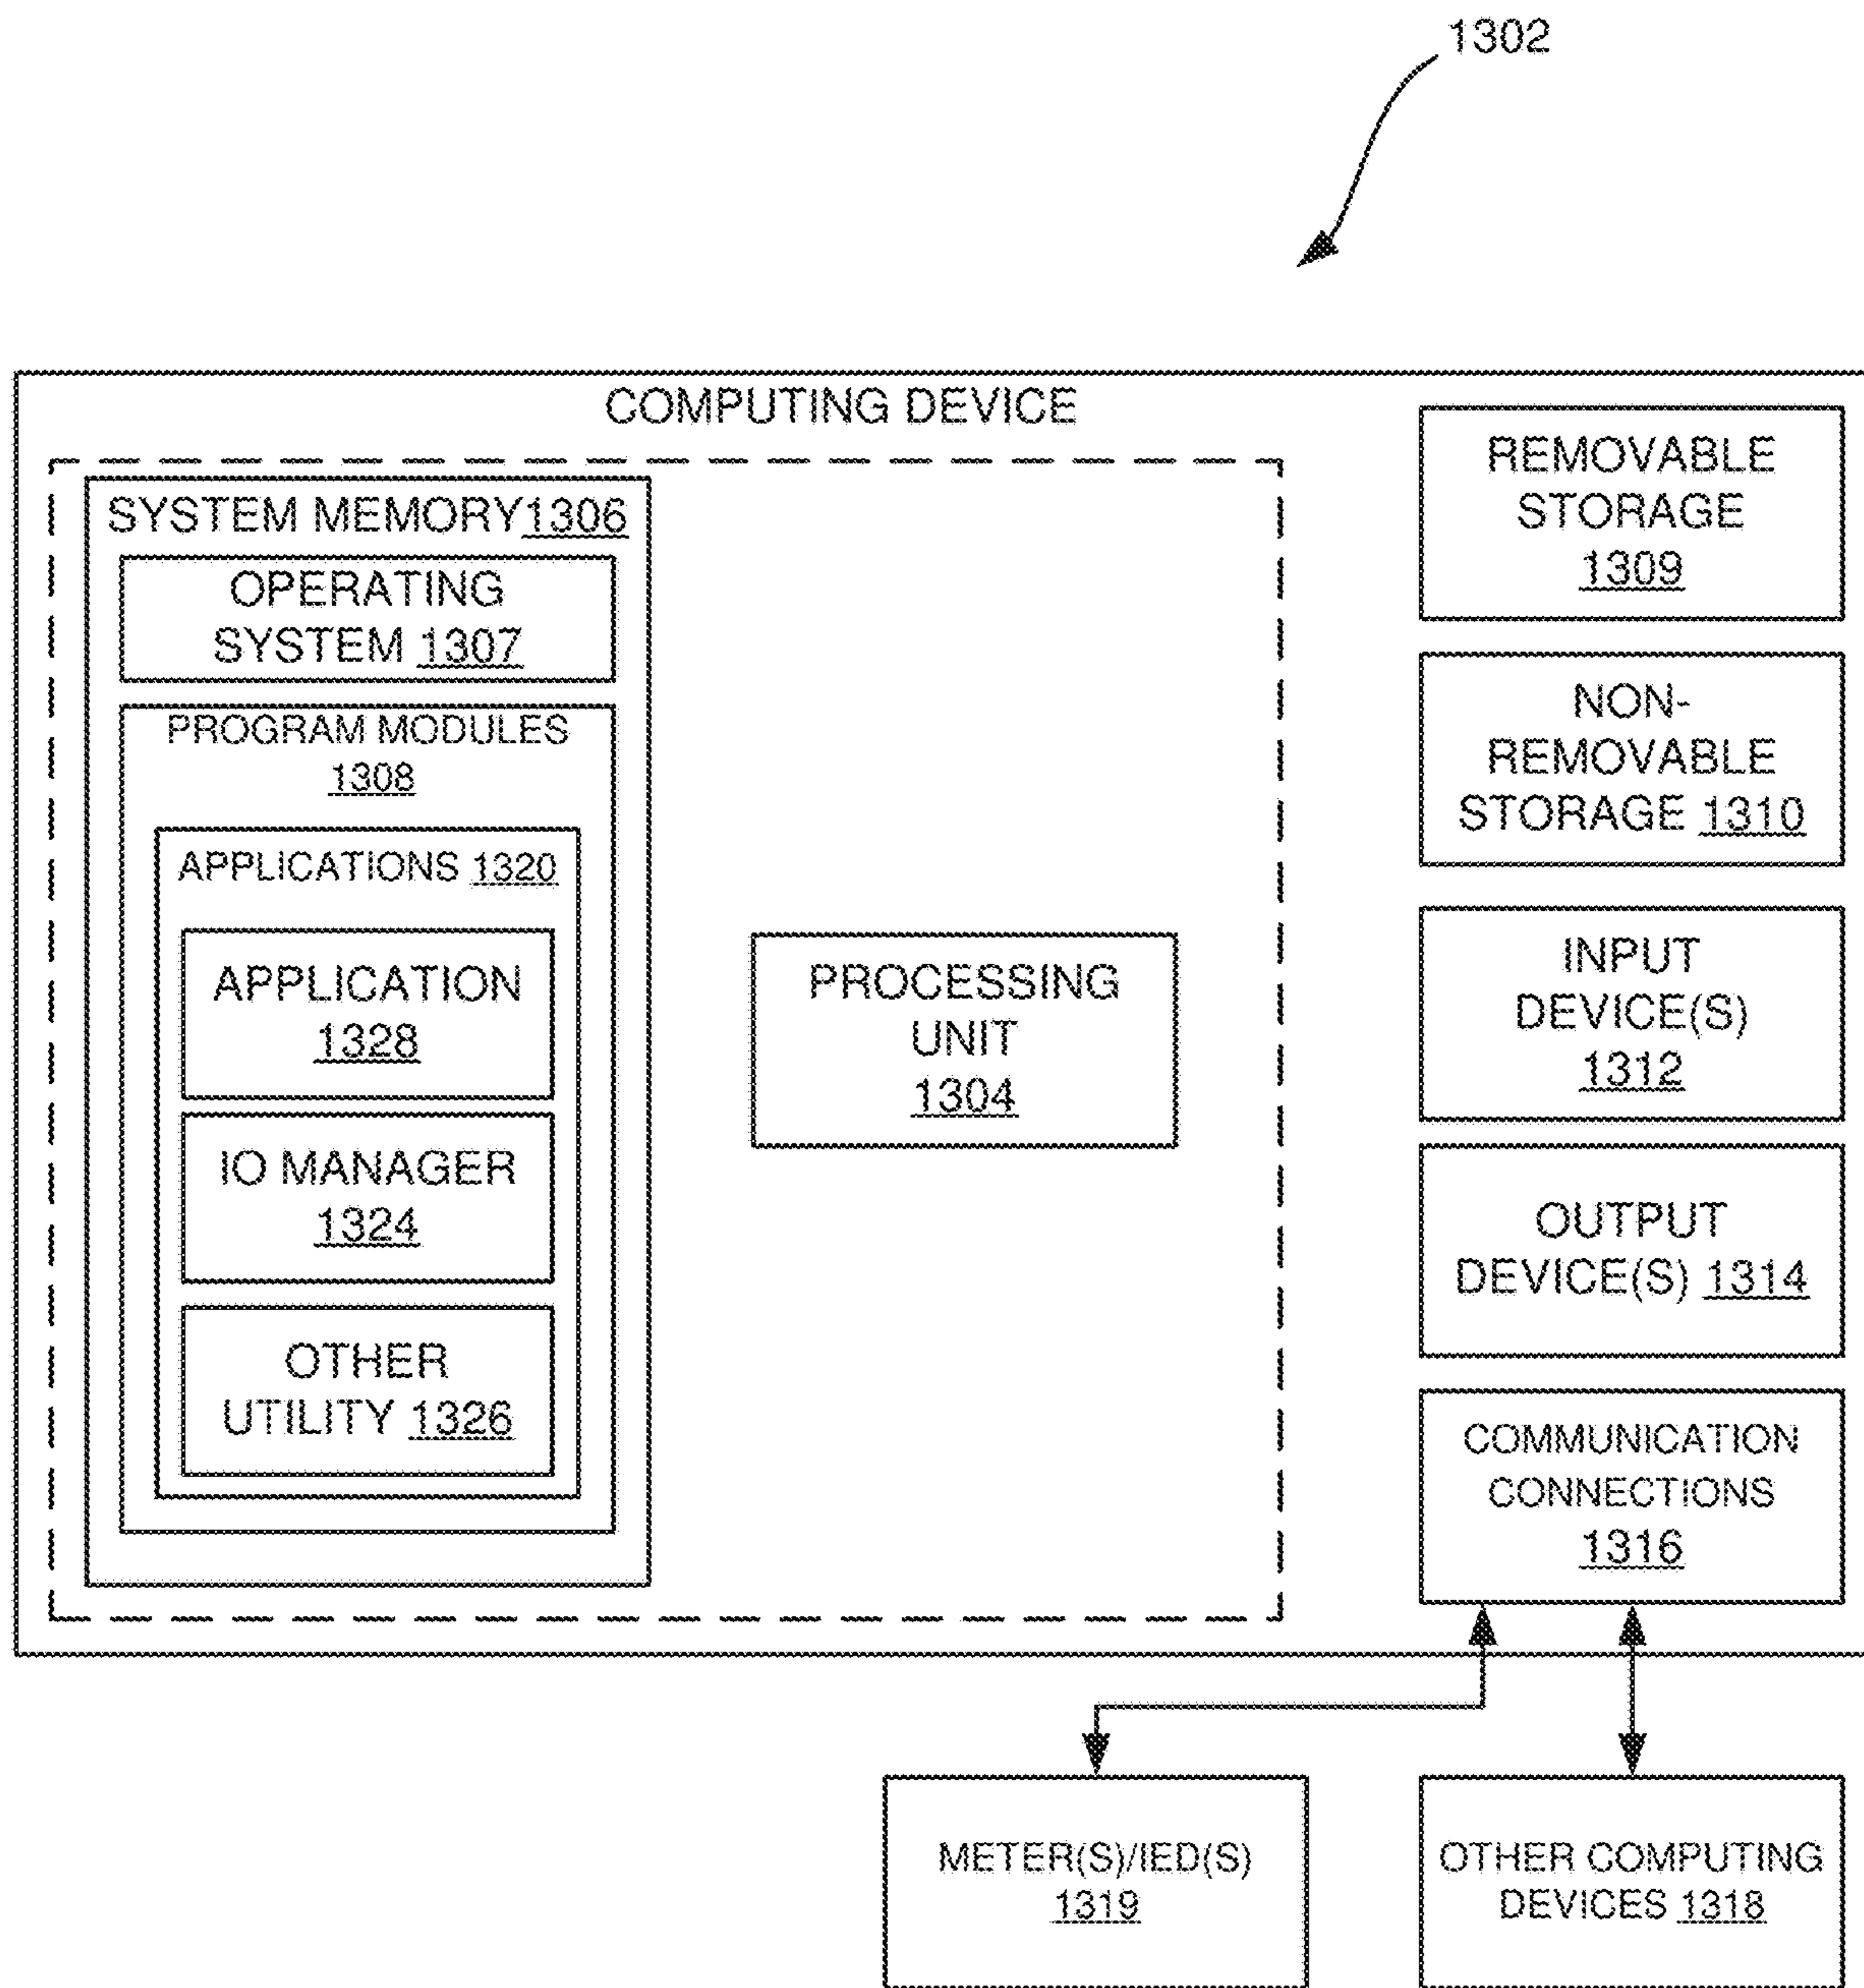 1302
COMPUTING DEVICE
SYSTEM MEMORY1306
OPERATING
SYSTEM 1307
PROGRAM MODULES
1308
APPLICATIONS 1320
APPLICATION
1328
IO MANAGER
1324
OTHER
UTILITY 1326
PROCESSING
UNIT
1304
REMOVABLE
STORAGE
1309
NON-
REMOVABLE
STORAGE 1310
INPUT
DEVICE(S)
1312
OUTPUT
DEVICE(S) 1314
COMMUNICATION
CONNECTIONS
1316
METER(S)/IED(S)
1319
OTHER COMPUTING
DEVICES 1318